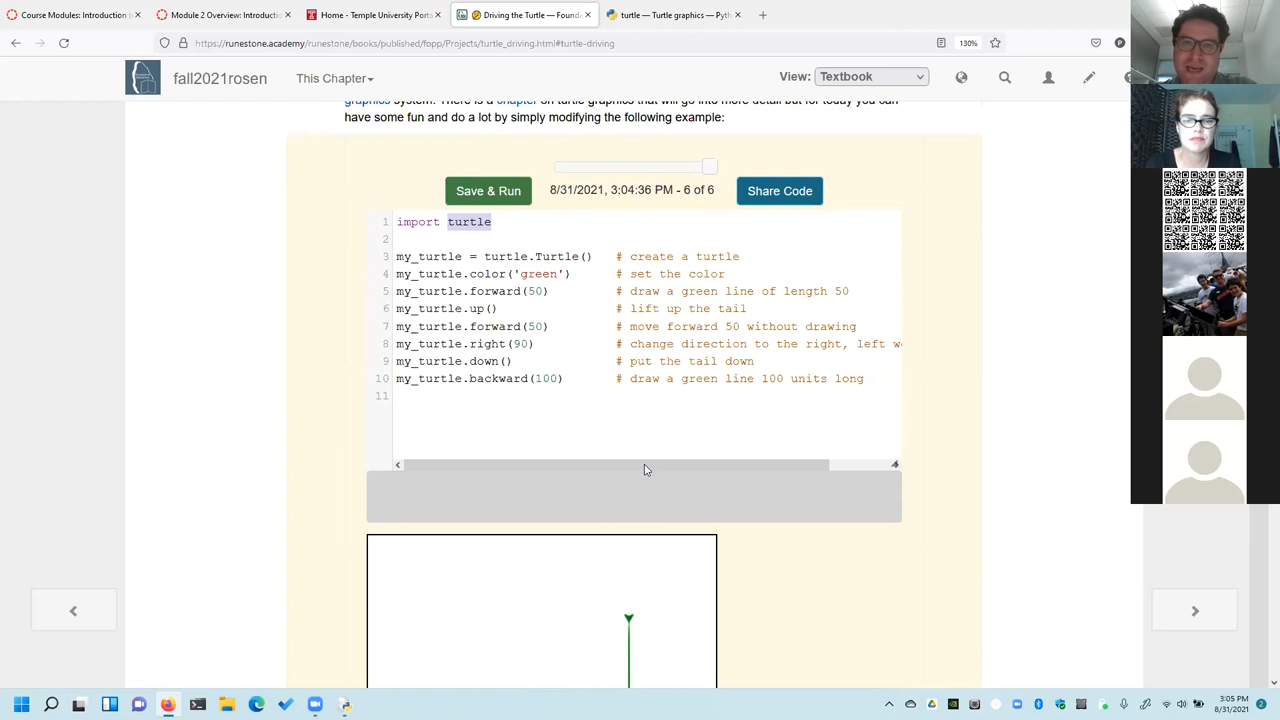 Course Modules: Introduction t
Module 2 Overview: Introducti
Home - Temple University Porta
Driving the Turtle — Founda
turtle — Turtle graphics — Pyth
https://runestone.academy/runestone/books/published/fopp/Projects/turtle_driving.html#turtle-driving
130%
fall2021rosen
This Chapter
View:
Textbook
graphics system. There is a chapter on turtle graphics that will go into more detail but for today you can
have some fun and do a lot by simply modifying the following example:
Save & Run
8/31/2021, 3:04:36 PM - 6 of 6
Share Code
1 import turtle
2
3 my_turtle = turtle.Turtle() # create a turtle
4 my_turtle.color('green') # set the color
5 my_turtle.forward(50) # draw a green line of length 50
6 my_turtle.up() # lift up the tail
7 my_turtle.forward(50) # move forward 50 without drawing
8 my_turtle.right(90) # change direction to the right, left w
9 my_turtle.down() # put the tail down
10 my_turtle.backward(100) # draw a green line 100 units long
11
3:05 PM
8/31/2021
2